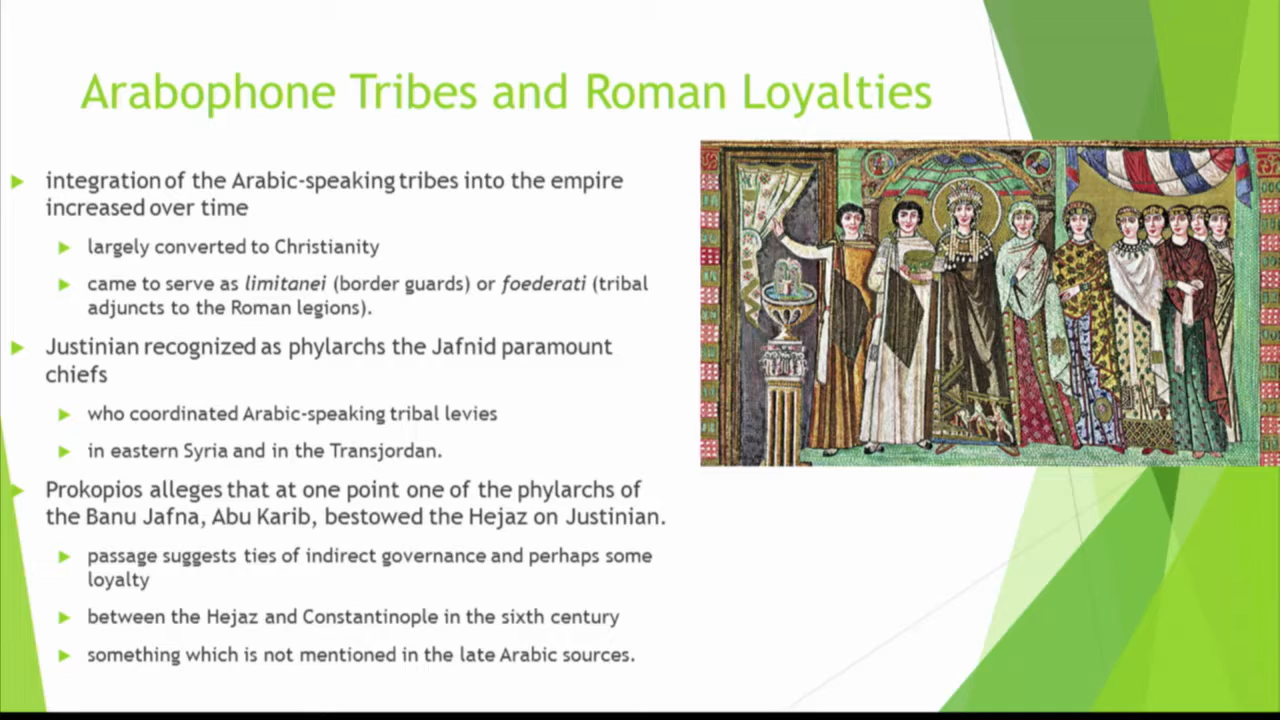 Arabophone Tribes and Roman Loyalties
integration of the Arabic-speaking tribes into the empire
increased over time
largely converted to Christianity
came to serve as limitanei (border guards) or foederati (tribal
adjuncts to the Roman legions).
Justinian recognized as phylarchs the Jafnid paramount
chiefs
who coordinated Arabic-speaking tribal levies
in eastern Syria and in the Transjordan.
Prokopios alleges that at one point one of the phylarchs of
the Banu Jafna, Abu Karib, bestowed the Hejaz on Justinian.
passage suggests ties of indirect governance and perhaps some
loyalty
between the Hejaz and Constantinople in the sixth century
something which is not mentioned in the late Arabic sources.